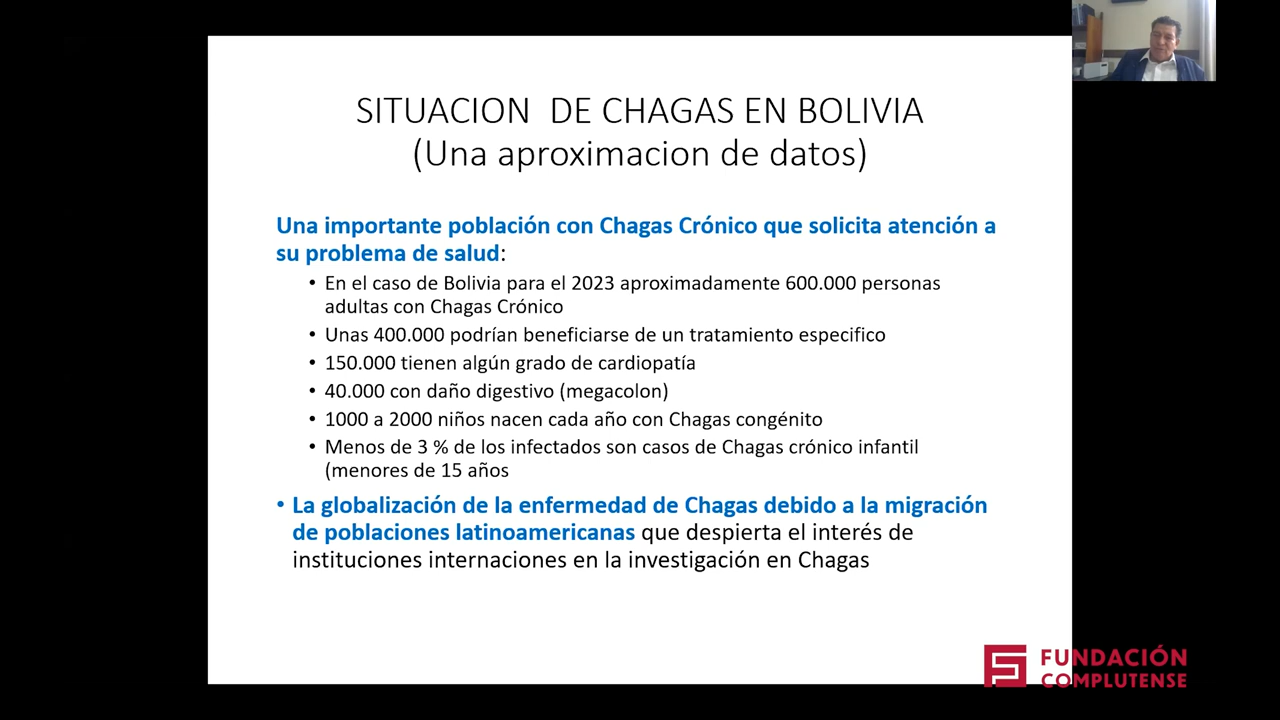 SITUACION  DE CHAGAS EN BOLIVIA
(Una aproximacion de datos)
Una importante población con Chagas Crónico que solicita atención a
su problema de salud:
• En el caso de Bolivia para el 2023 aproximadamente 600.000 personas
adultas con Chagas Crónico
• Unas 400.000 podrían beneficiarse de un tratamiento especifico
• 150.000 tienen algún grado de cardiopatía
• 40.000 con daño digestivo (megacolon)
• 1000 a 2000 niños nacen cada año con Chagas congénito
• Menos de 3 % de los infectados son casos de Chagas crónico infantil
(menores de 15 años
• La globalización de la enfermedad de Chagas debido a la migración
de poblaciones latinoamericanas que despierta el interés de
instituciones internaciones en la investigación en Chagas
FUNDACIÓN
COMPLUTENSE